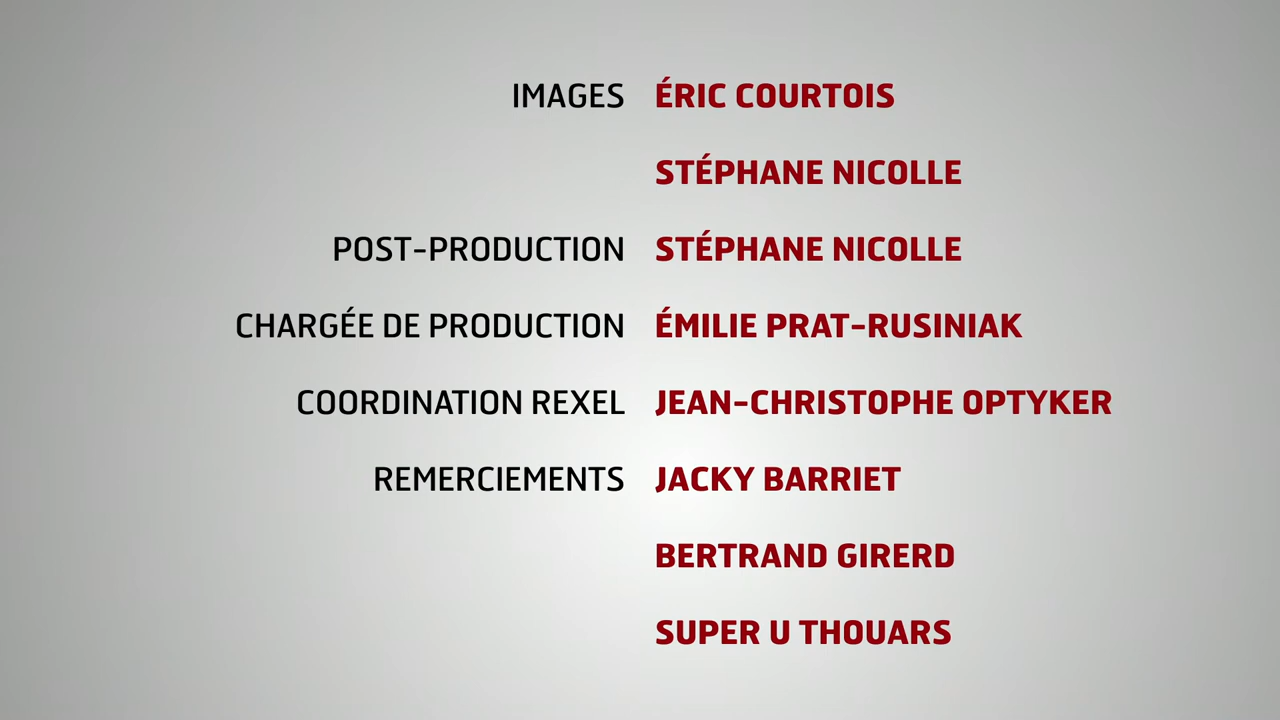 IMAGES ÉRIC COURTOIS
STÉPHANE NICOLLE
POST-PRODUCTION STÉPHANE NICOLLE
CHARGÉE DE PRODUCTION ÉMILIE PRAT-RUSINIAK
COORDINATION REXEL JEAN-CHRISTOPHE OPTYKER
REMERCIEMENTS JACKY BARRIET
BERTRAND GIRERD
SUPER U THOUARS